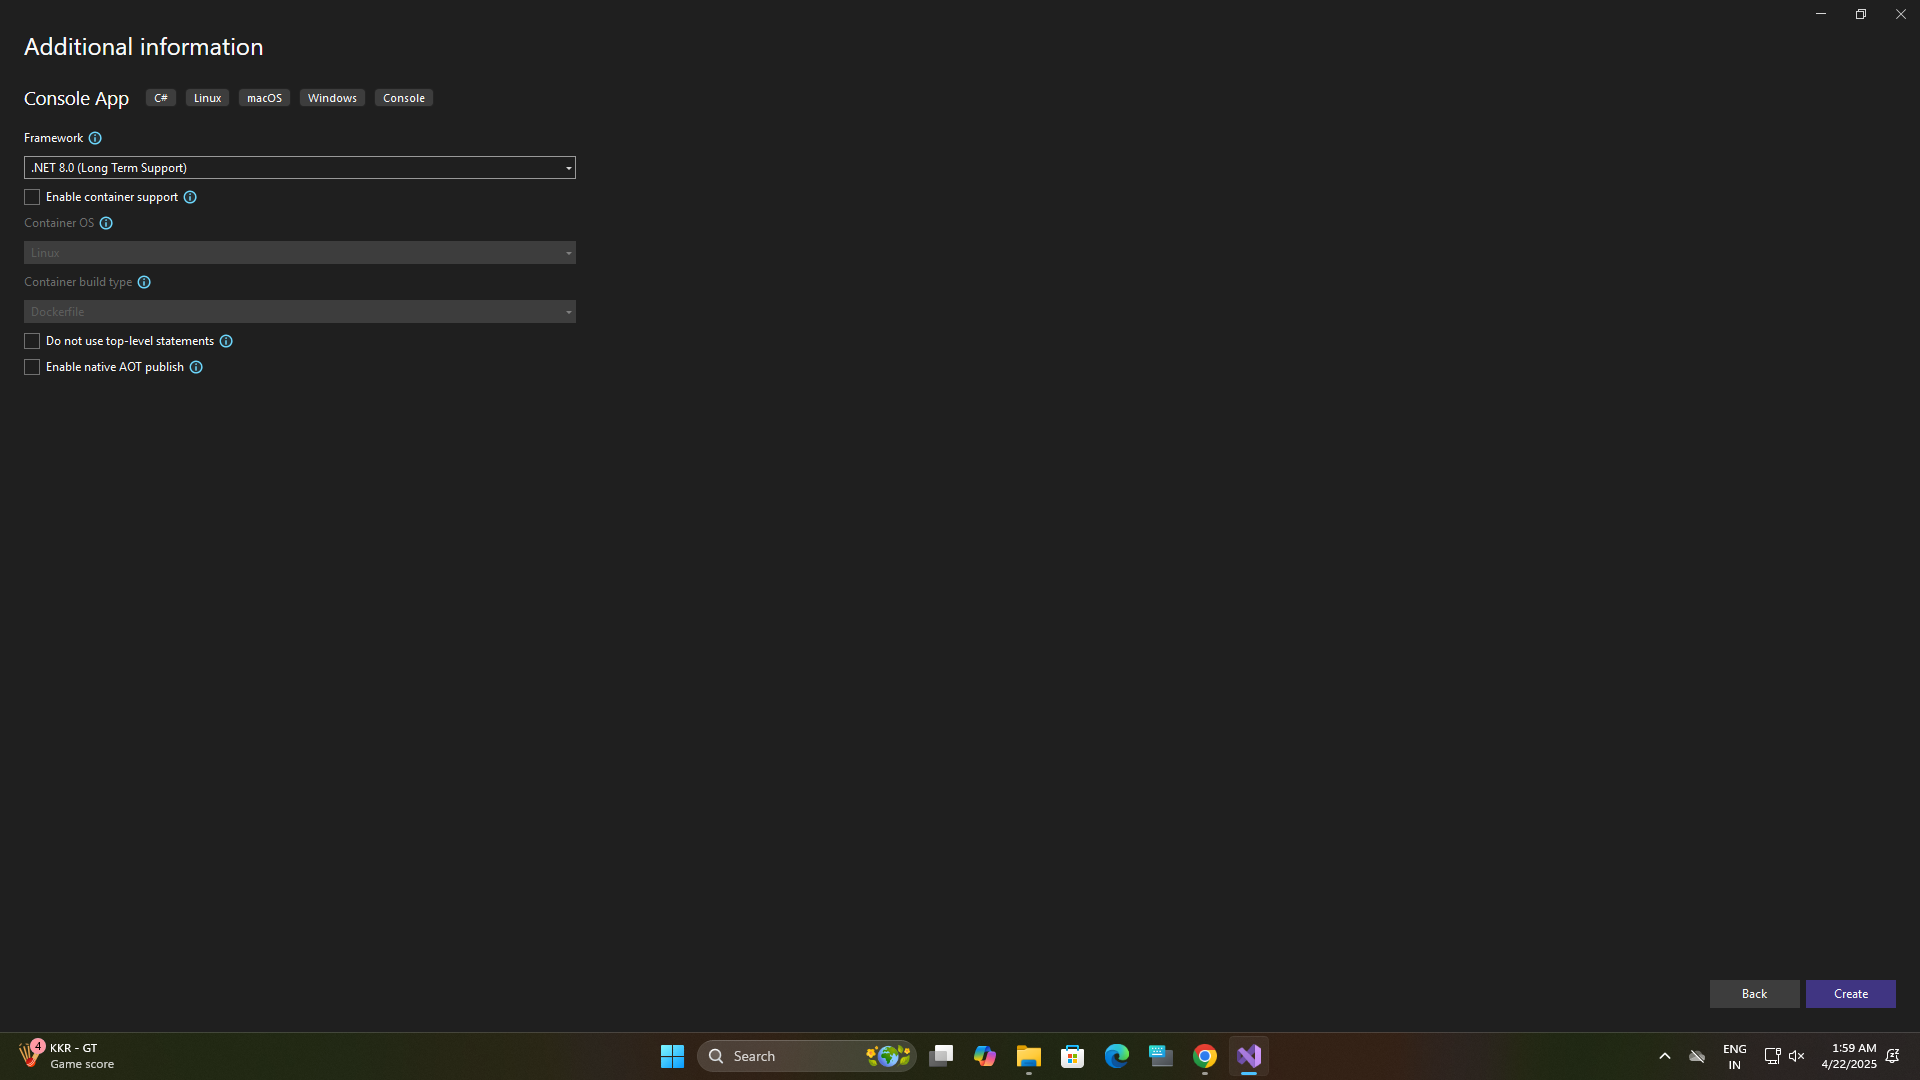 Additional information
Console App C# Linux macOS Windows Console
Framework
.NET 8.0 (Long Term Support)
Enable container support
Container OS
Linux
Container build type
Dockerfile
Do not use top-level statements
Enable native AOT publish
Back Create
4 KKR - GT
Game score
Search
ENG
IN
1:59 AM
4/22/2025